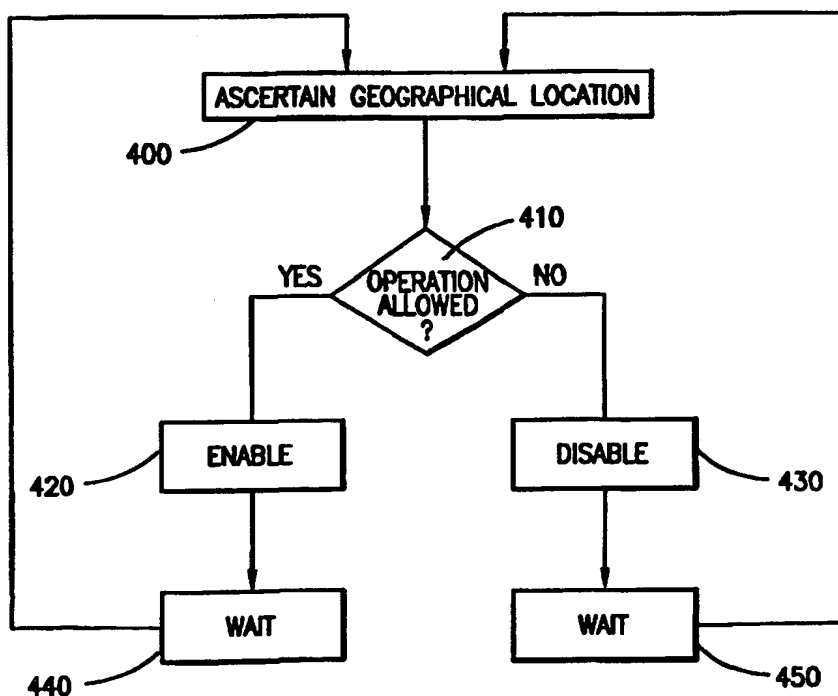 ASCERTAIN GEOGRAPHICAL LOCATION
400
410
YES
OPERATION
ALLOWED
?
NO
ENABLE
420
DISABLE
430
WAIT
440
WAIT
450